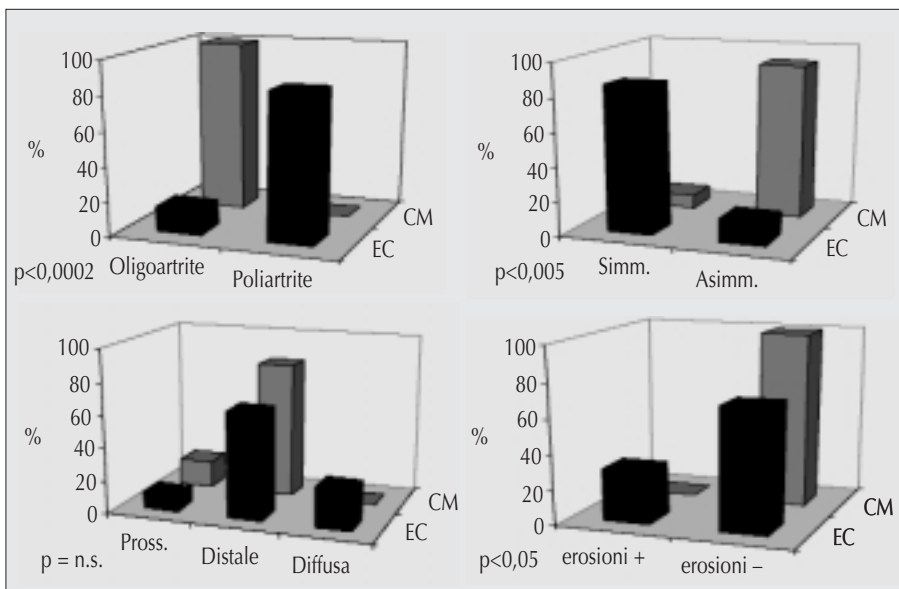 100
80
60
40
20
0
%
CM
EC
p<0,0002
Oligoartrite
Poliartrite
100
80
60
40
20
0
%
CM
EC
p<0,005
Simm.
Asimm.
100
80
60
40
20
0
%
CM
EC
p = n.s.
Pross.
Distale
Diffusa
100
80
60
40
20
0
%
CM
EC
p<0,05
erosioni +
erosioni –